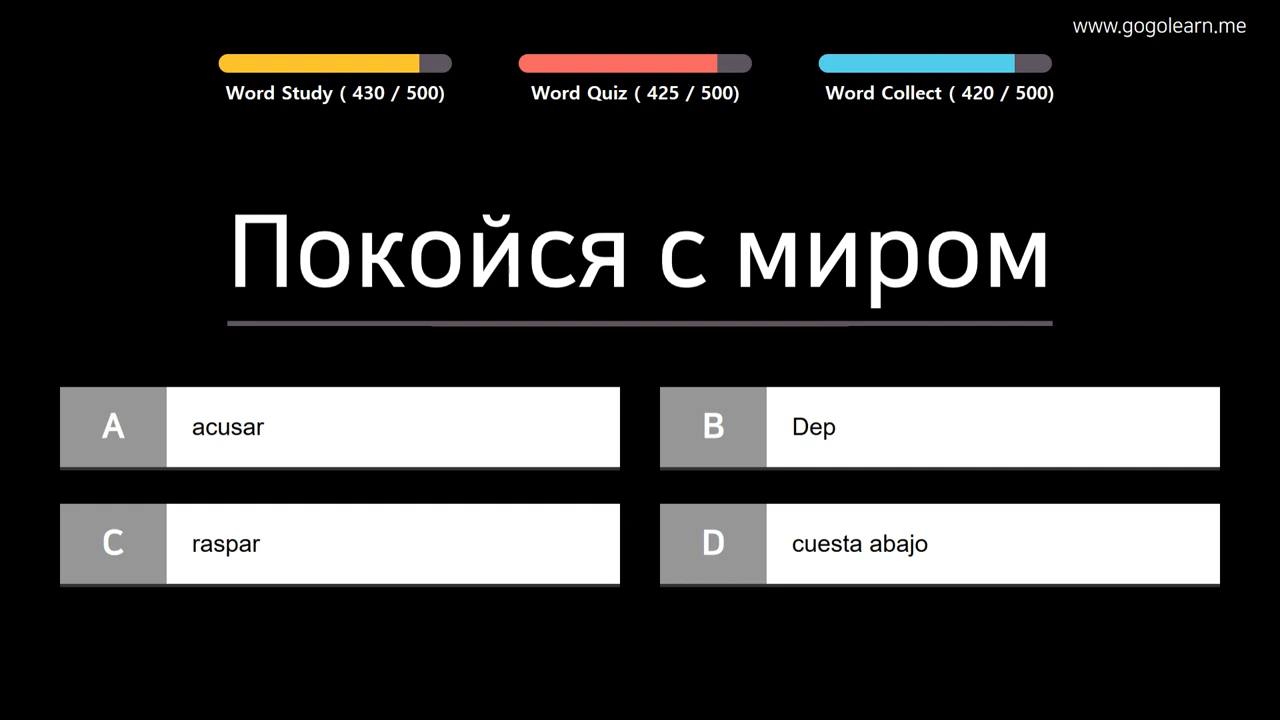 www.gogolearn.me
Word Study ( 430 / 500)
Word Quiz ( 425 / 500)
Word Collect ( 420 / 500)
Покойся с миром
A
acusar
B
Dep
C
raspar
D
cuesta abajo